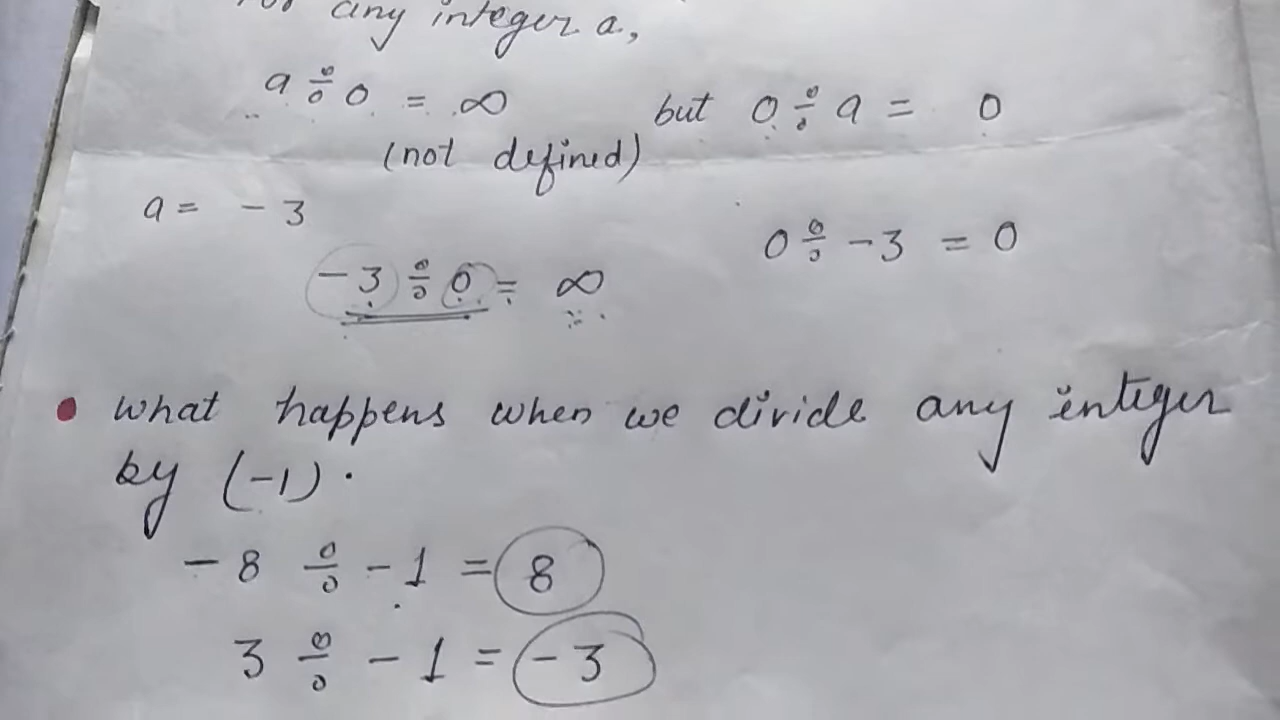 For any integer a,
a ÷ 0 = ∞ but 0 ÷ a = 0
(not defined)
a = -3
0 ÷ -3 = 0
-3 ÷ 0 = ∞
• what happens when we divide any integer
by (-1).
-8 ÷ -1 = 8
3 ÷ -1 = -3